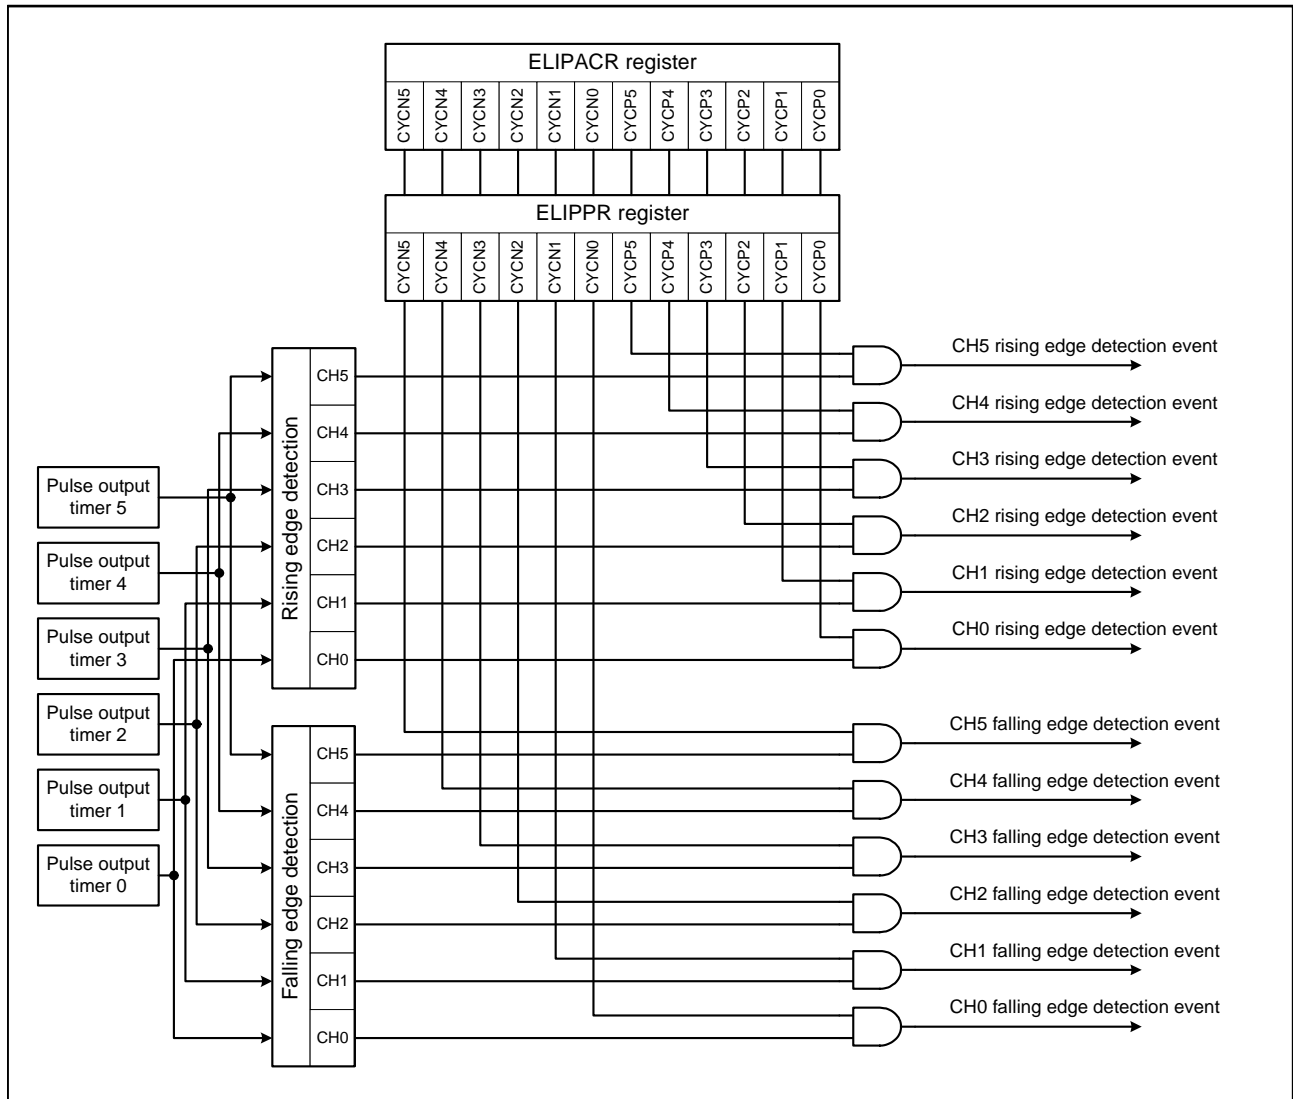 ELIPACR register
CYCN5
CYCN4
CYCN3
CYCN2
CYCN1
CYCN0
CYCP5
CYCP4
CYCP3
CYCP2
CYCP1
CYCP0
ELIPPR register
CYCN5
CYCN4
CYCN3
CYCN2
CYCN1
CYCN0
CYCP5
CYCP4
CYCP3
CYCP2
CYCP1
CYCP0
Pulse output
timer 5
Pulse output
timer 4
Pulse output
timer 3
Pulse output
timer 2
Pulse output
timer 1
Pulse output
timer 0
Rising edge detection
CH5
CH4
CH3
CH2
CH1
CH0
Falling edge detection
CH5
CH4
CH3
CH2
CH1
CH0
CH5 rising edge detection event
CH4 rising edge detection event
CH3 rising edge detection event
CH2 rising edge detection event
CH1 rising edge detection event
CH0 rising edge detection event
CH5 falling edge detection event
CH4 falling edge detection event
CH3 falling edge detection event
CH2 falling edge detection event
CH1 falling edge detection event
CH0 falling edge detection event